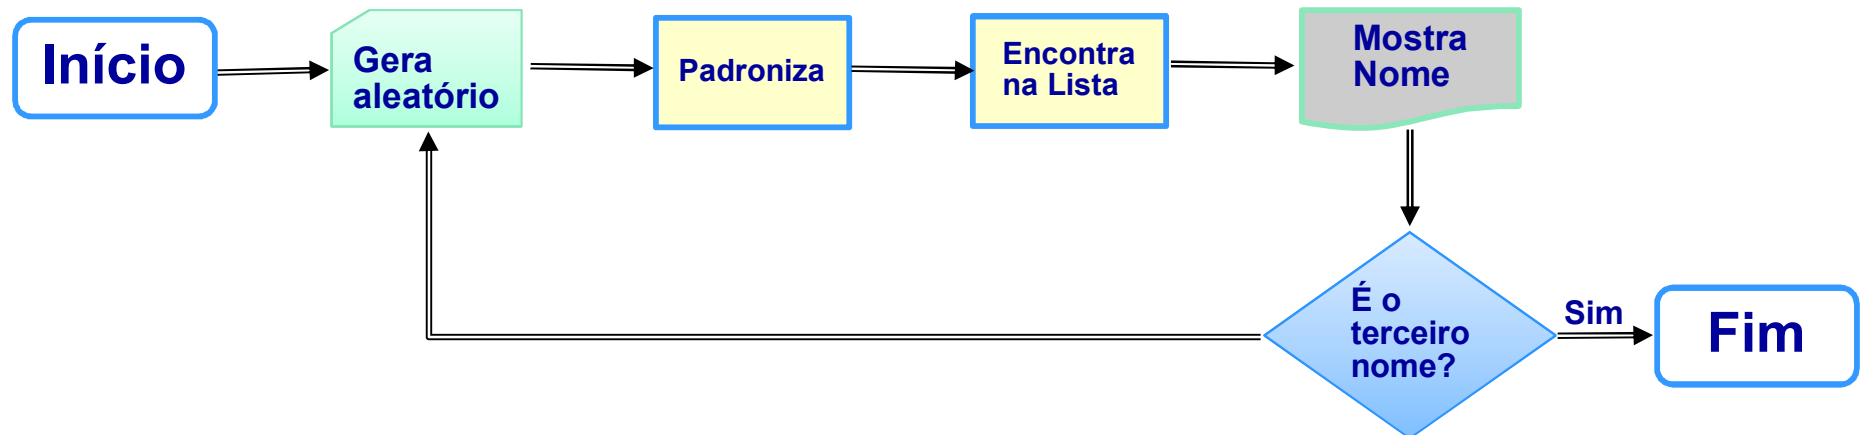 Início
Gera
aleatório
Padroniza
Encontra
na Lista
Mostra
Nome
É o
terceiro
nome?
Sim
Fim